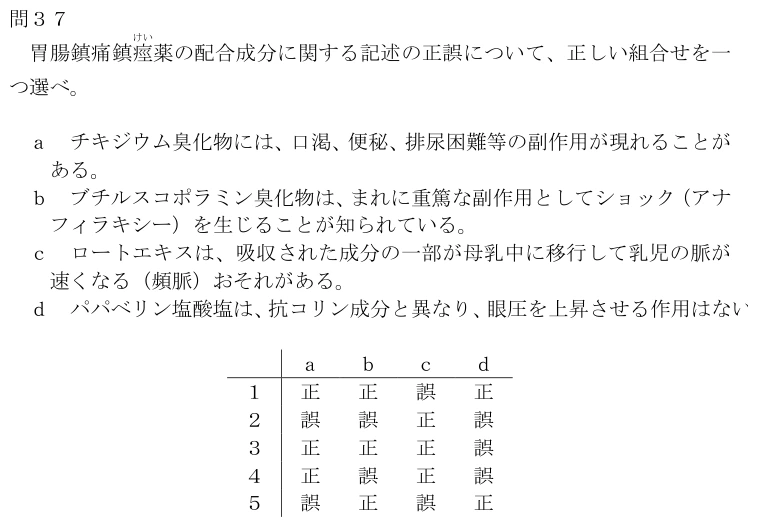 問３７
胃腸鎮痛鎮痙薬の配合成分に関する記述の正誤について、正しい組合せを一
けい
つ選べ。
ａ　チキジウム臭化物には、口渇、便秘、排尿困難等の副作用が現れることが
ある。
ｂ　ブチルスコポラミン臭化物は、まれに重篤な副作用としてショック（アナ
フィラキシー）を生じることが知られている。
ｃ　ロートエキスは、吸収された成分の一部が母乳中に移行して乳児の脈が
速くなる（頻脈）おそれがある。
ｄ　パパベリン塩酸塩は、抗コリン成分と異なり、眼圧を上昇させる作用はない
ａ　ｂ　ｃ　ｄ
１　正　正　誤　正
２　誤　誤　正　誤
３　正　正　正　誤
４　正　誤　正　誤
５　誤　正　誤　正